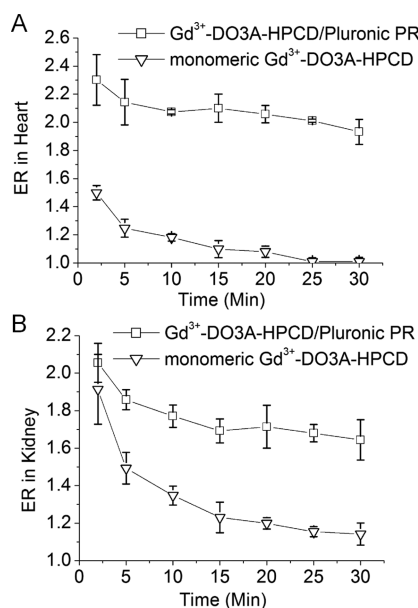 A
Gd³⁺-DO3A-HPCD/Pluronic PR
monomeric Gd³⁺-DO3A-HPCD
ER in Heart
2.6
2.4
2.2
2.0
1.8
1.6
1.4
1.2
1.0
0 5 10 15 20 25 30
Time (Min)
B
Gd³⁺-DO3A-HPCD/Pluronic PR
monomeric Gd³⁺-DO3A-HPCD
ER in Kidney
2.2
2.0
1.8
1.6
1.4
1.2
1.0
0 5 10 15 20 25 30
Time (Min)